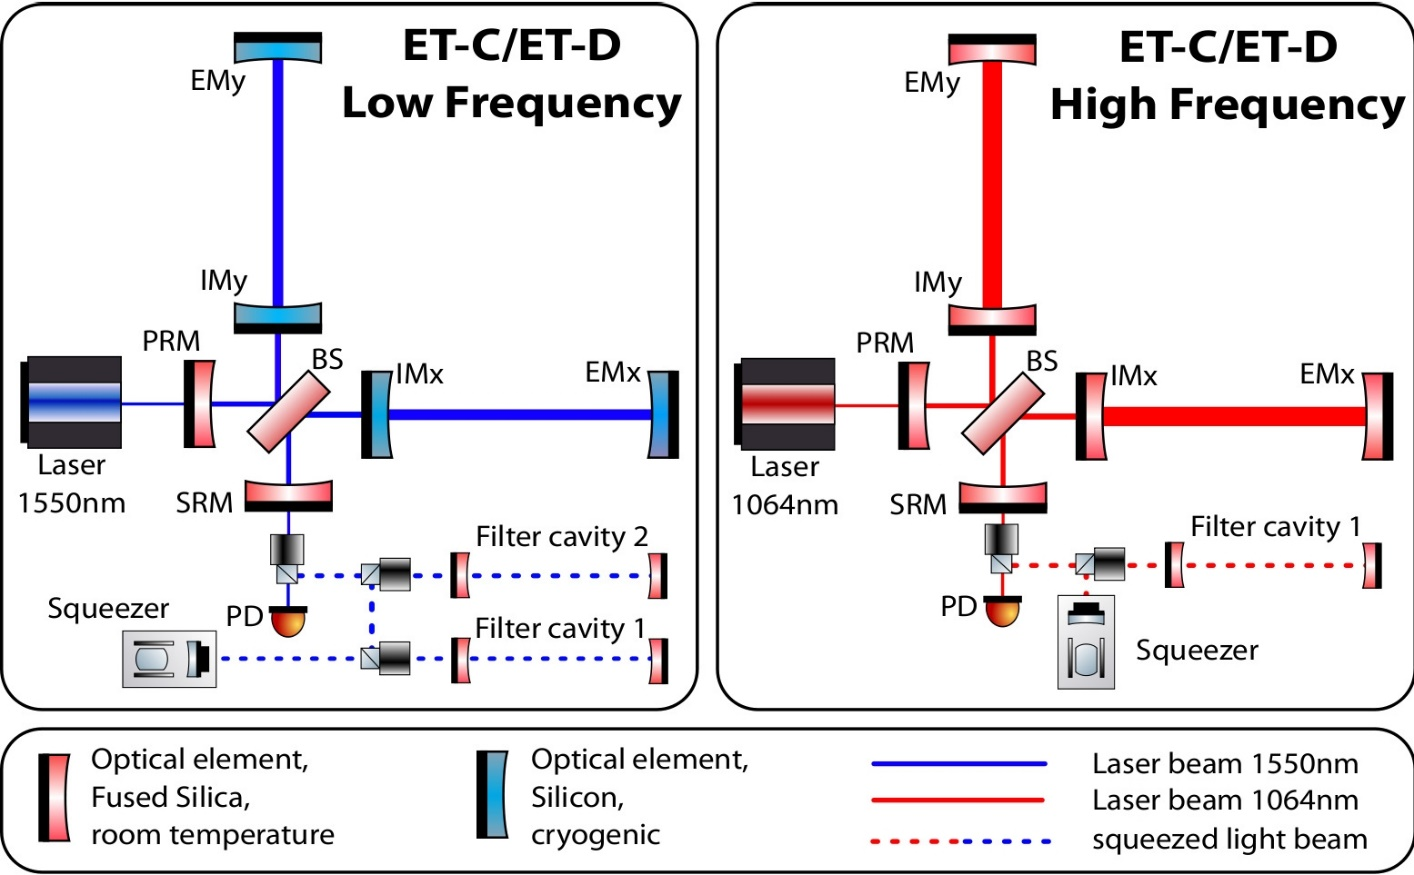 ET-C/ET-D
Low Frequency
EMy
IMy
PRM
BS
IMx
EMx
Laser
1550nm
SRM
Filter cavity 2
Squeezer
PD
Filter cavity 1
ET-C/ET-D
High Frequency
EMy
IMy
PRM
BS
IMx
EMx
Laser
1064nm
SRM
Filter cavity 1
PD
Squeezer
Optical element,
Fused Silica,
room temperature
Optical element,
Silicon,
cryogenic
Laser beam 1550nm
Laser beam 1064nm
squeezed light beam